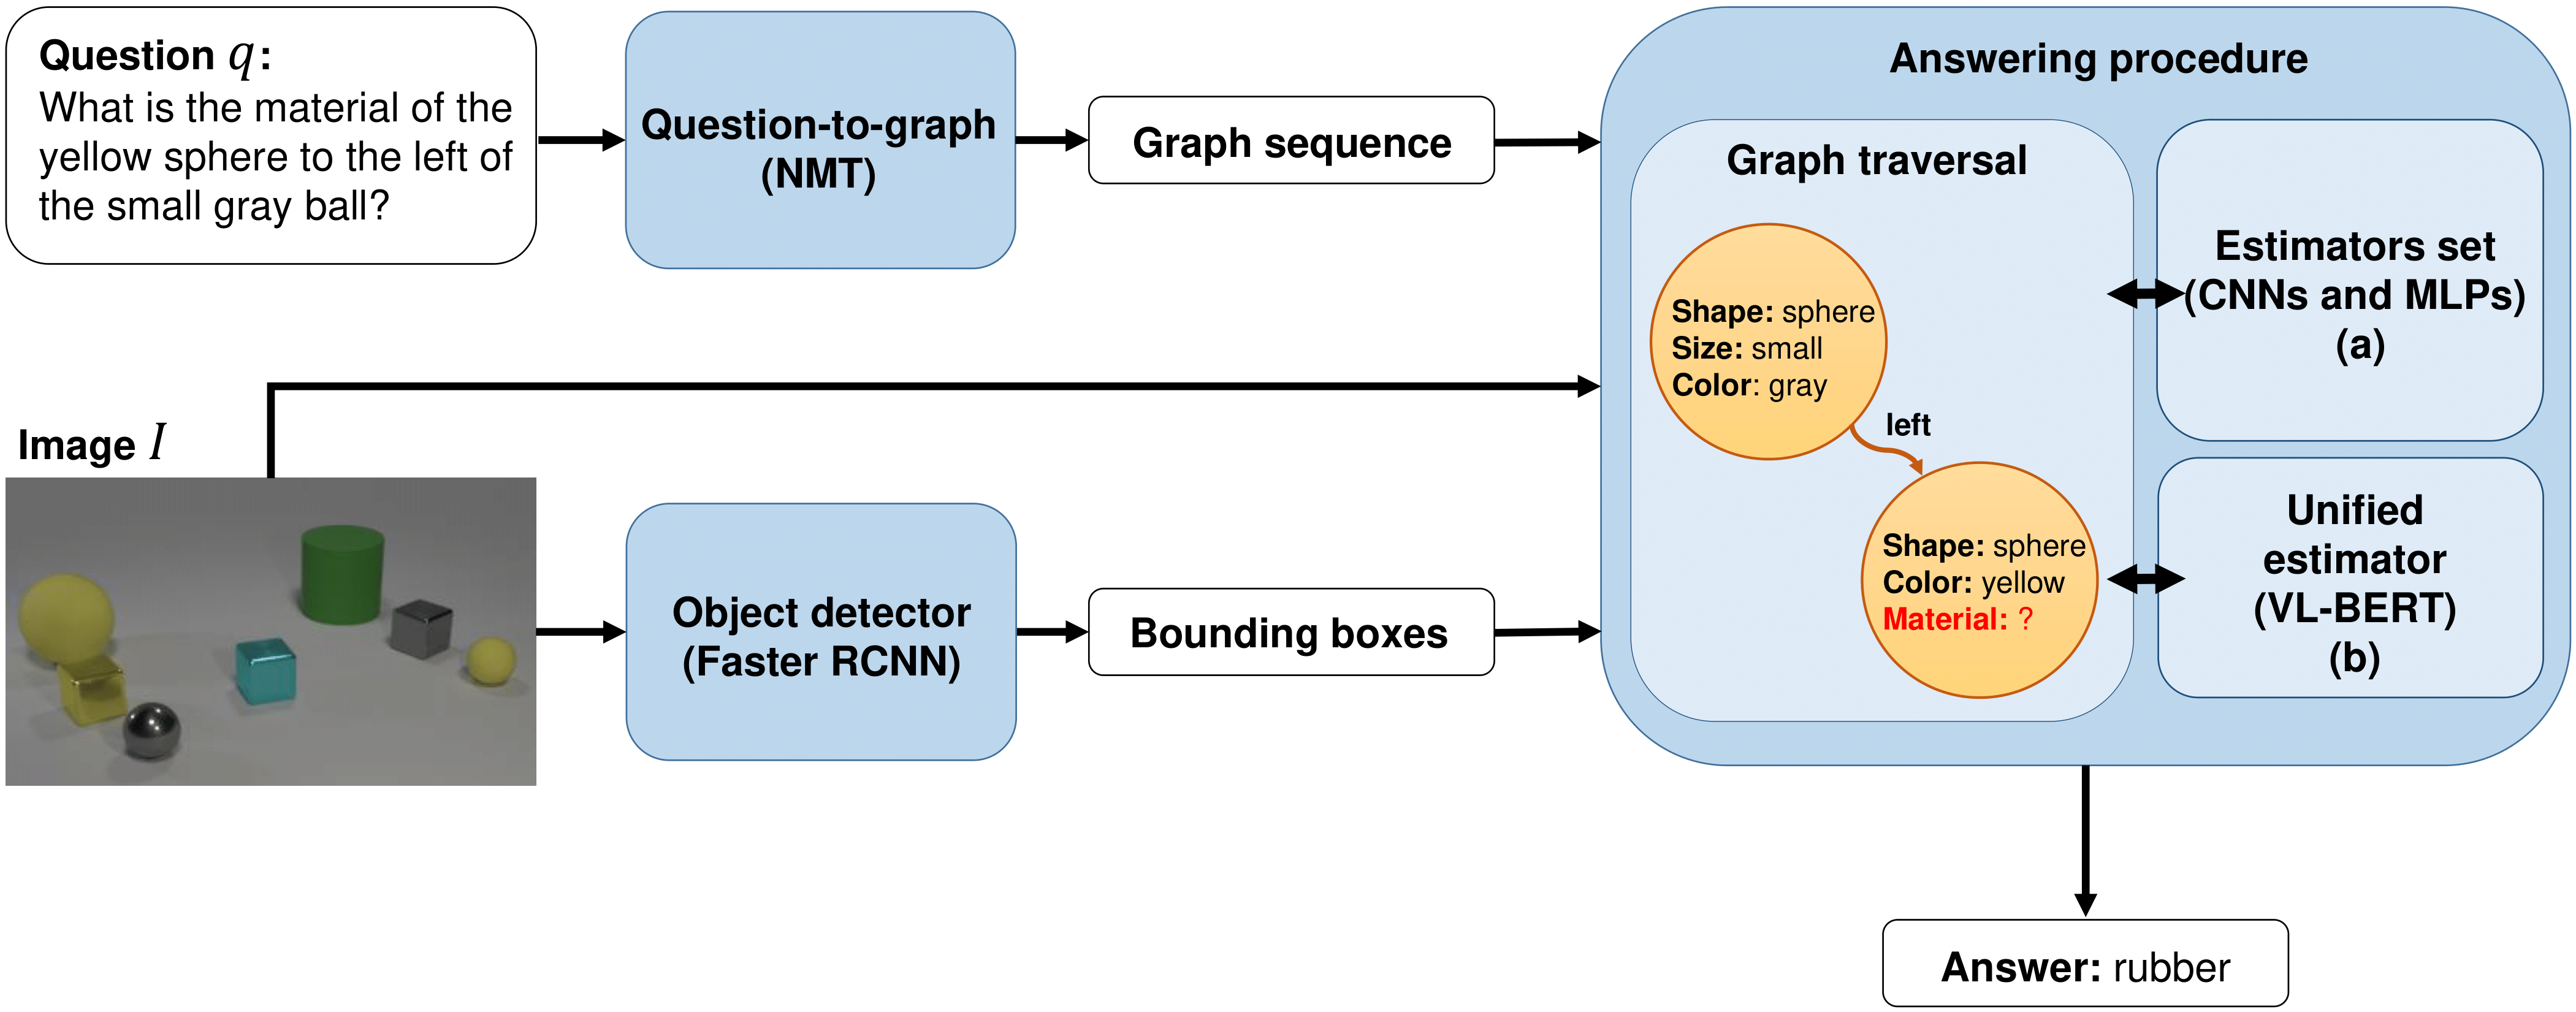 Question q:
What is the material of the
yellow sphere to the left of
the small gray ball?
Question-to-graph
(NMT)
Graph sequence
Image I
Object detector
(Faster RCNN)
Bounding boxes
Answering procedure
Graph traversal
Shape: sphere
Size: small
Color: gray
left
Shape: sphere
Color: yellow
Material: ?
Estimators set
(CNNs and MLPs)
(a)
Unified
estimator
(VL-BERT)
(b)
Answer: rubber